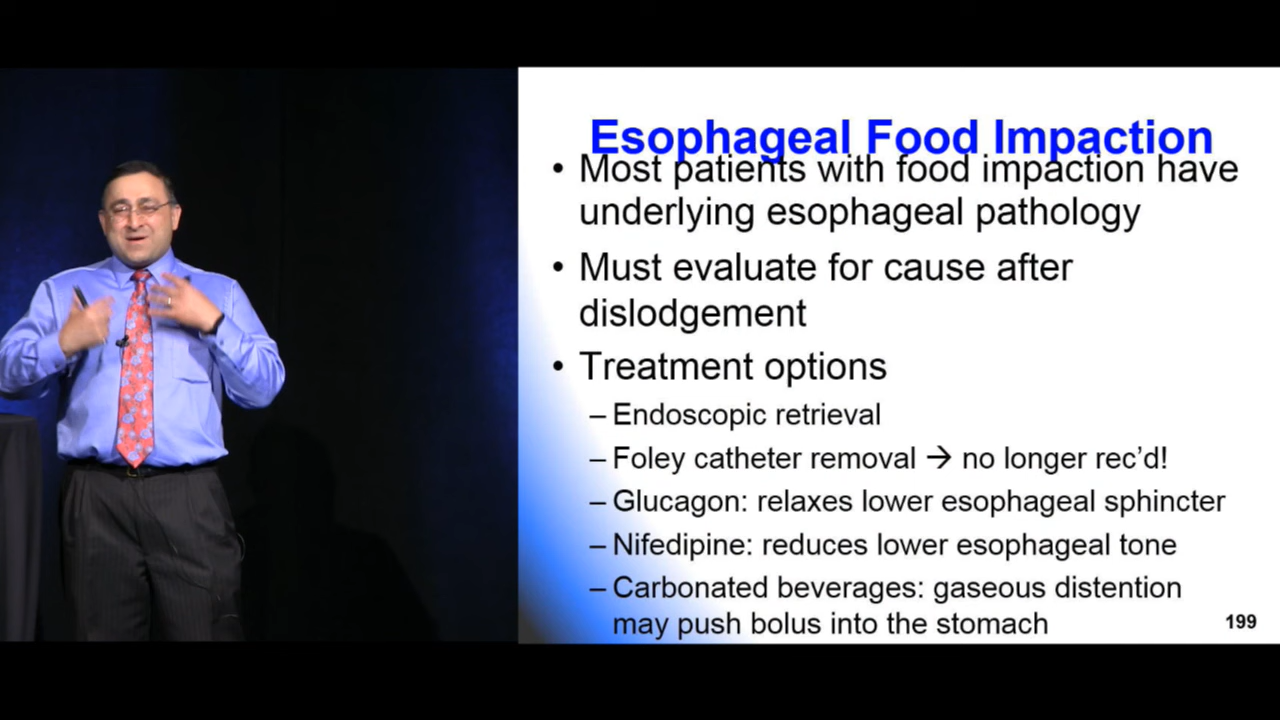 Esophageal Food Impaction
• Most patients with food impaction have
underlying esophageal pathology
• Must evaluate for cause after
dislodgement
• Treatment options
– Endoscopic retrieval
– Foley catheter removal → no longer rec’d!
– Glucagon: relaxes lower esophageal sphincter
– Nifedipine: reduces lower esophageal tone
– Carbonated beverages: gaseous distention
may push bolus into the stomach
199